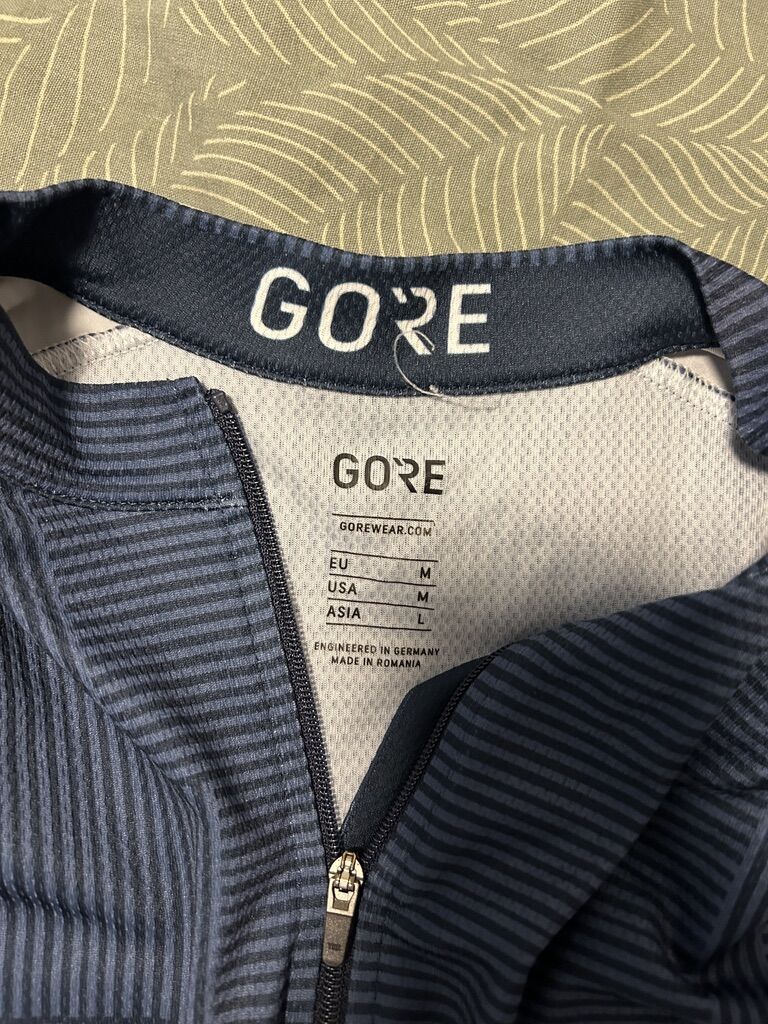 GORE
GORE
GOREWEAR.COM
EU M
USA M
ASIA L
ENGINEERED IN GERMANY
MADE IN ROMANIA